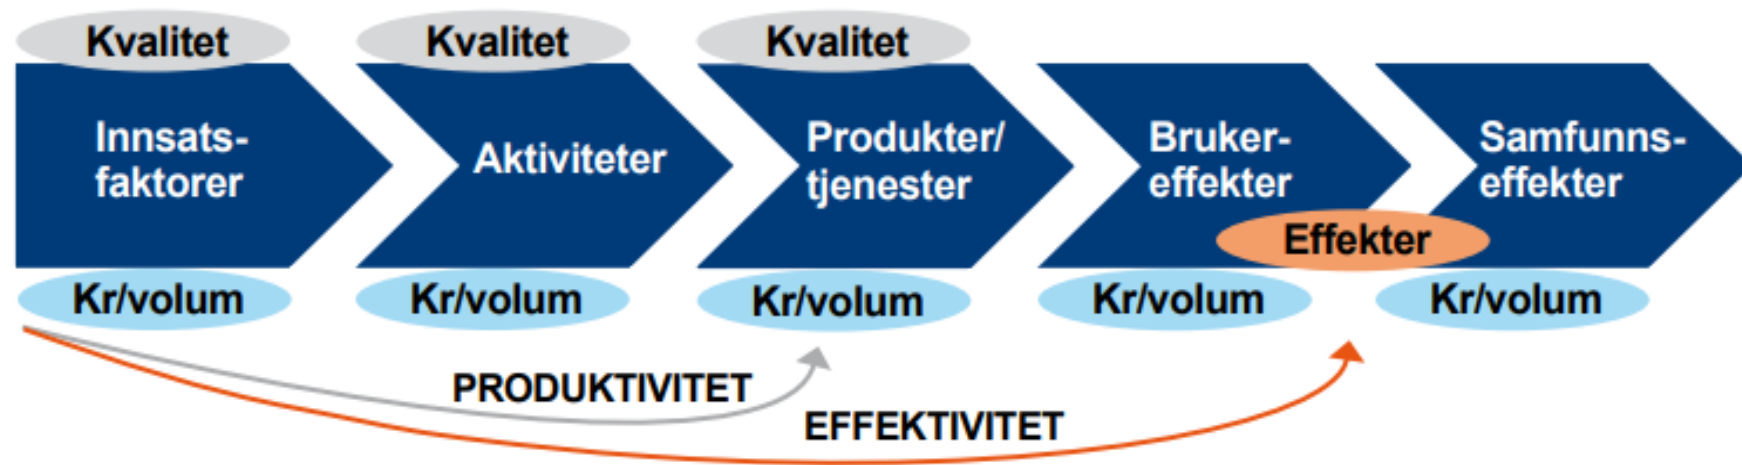 Kvalitet
Kvalitet
Kvalitet
Innsats-
faktorer
Aktiviteter
Produkter/
tjenester
Bruker-
effekter
Samfunns-
effekter
Effekter
Kr/volum
Kr/volum
Kr/volum
Kr/volum
Kr/volum
PRODUKTIVITET
EFFEKTIVITET